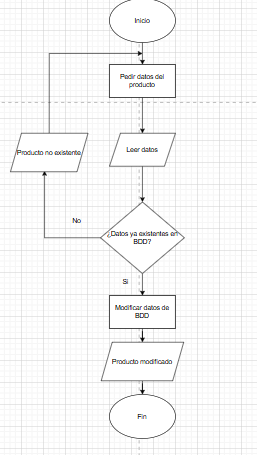 Inicio
Pedir datos del
producto
Producto no existente
Leer datos
¿Datos ya existentes en
BDD?
No
Si
Modificar datos de
BDD
Producto modificado
Fin